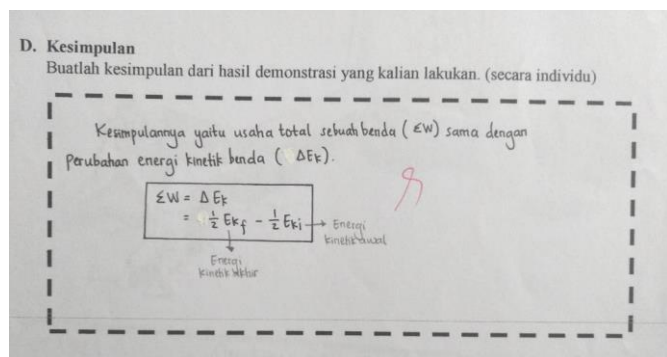 D. Kesimpulan
Buatlah kesimpulan dari hasil demonstrasi yang kalian lakukan. (secara individu)
Kesimpulannya yaitu usaha total sebuah benda (ΣW) sama dengan
perubahan energi kinetik benda (ΔEk).
ΣW = ΔEk
= ½ Ekf - ½ Eki → Energi
kinetik awal
Energi
kinetik akhir